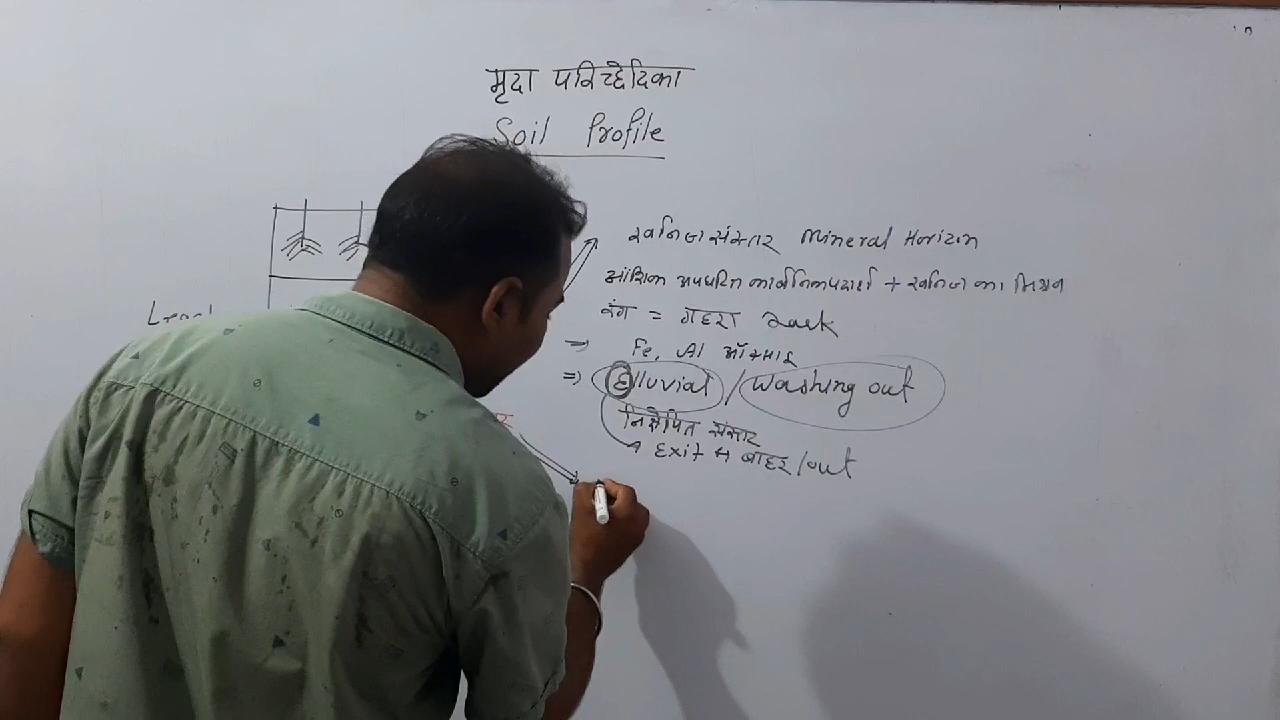 मृदा परिच्छेदिका
Soil Profile
खनिज संस्तर Mineral Horizon
आंशिक अपघटित कार्बनिक पदार्थ + खनिज का मिश्रण
रंग = गहरा Dark
⇒ Fe, Al ऑक्साइड
⇒ Elluvial / Washing out
निक्षेपित संस्तर
Exit → बाहर/out